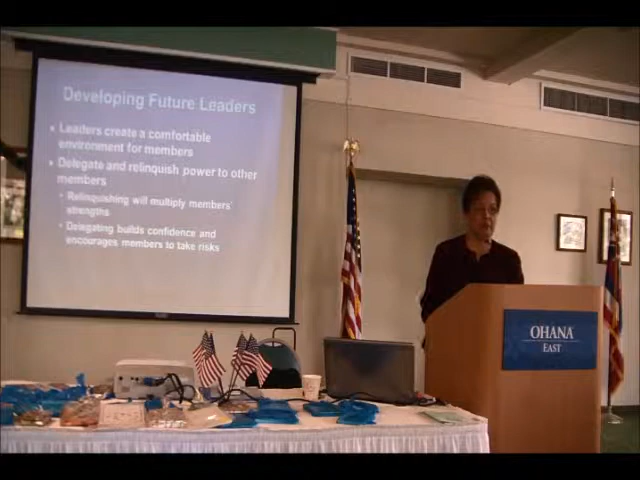 Developing Future Leaders
• Leaders create a comfortable
environment for members
• Delegate and relinquish power to other
members
• Relinquishing will multiply members'
strengths
• Delegating builds confidence and
encourages members to take risks
OHANA
EAST